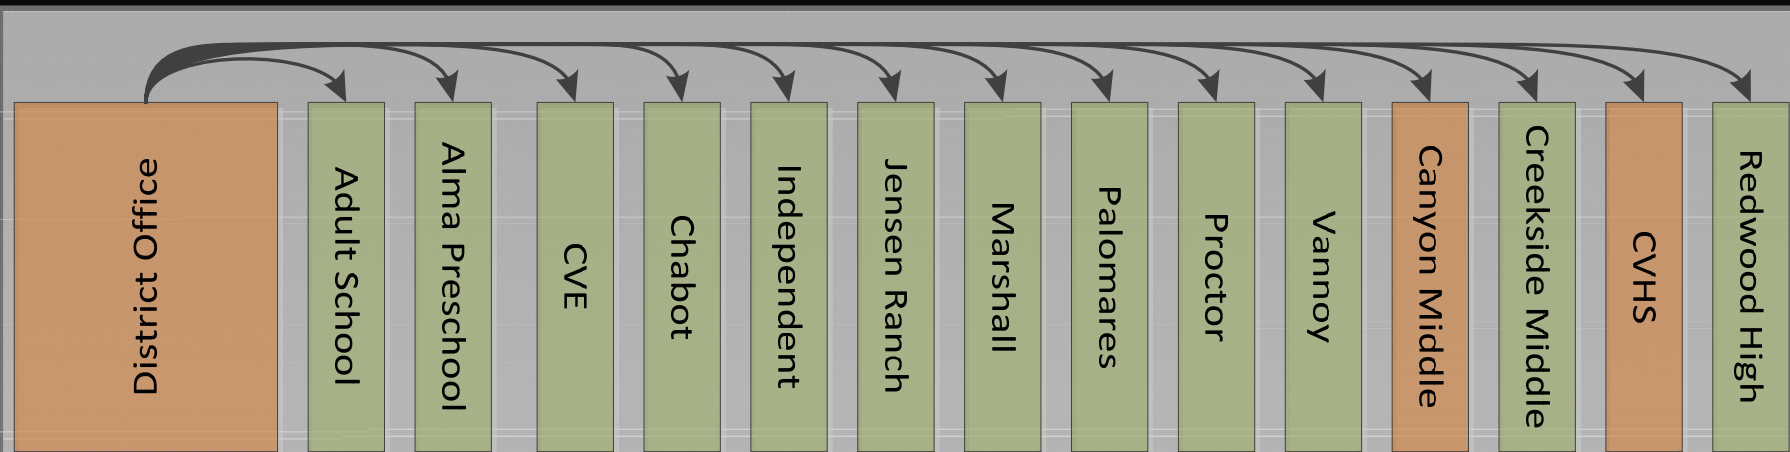 District Office
Adult School
Alma Preschool
CVE
Chabot
Independent
Jensen Ranch
Marshall
Palomares
Proctor
Vannoy
Canyon Middle
Creekside Middle
CVHS
Redwood High